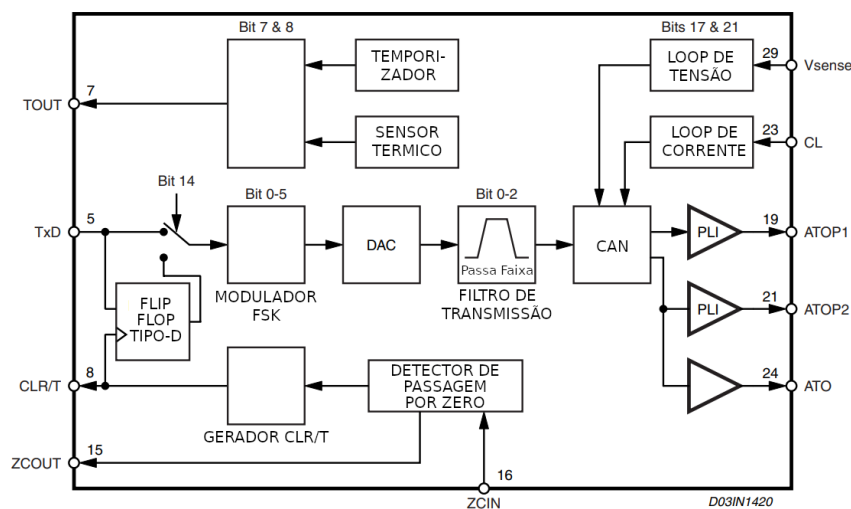 Bit 7 & 8
Bits 17 & 21
TEMPORI-
ZADOR
LOOP DE
TENSÃO
29
Vsense
7
TOUT
SENSOR
TERMICO
LOOP DE
CORRENTE
23
CL
Bit 14
Bit 0-5
Bit 0-2
TxD
5
DAC
Passa Faixa
CAN
PLI
19
ATOP1
MODULADOR
FSK
FILTRO DE
TRANSMISSÃO
FLIP
FLOP
TIPO-D
PLI
21
ATOP2
CLR/T
8
DETECTOR DE
PASSAGEM
POR ZERO
24
ATO
GERADOR CLR/T
15
ZCOUT
16
ZCIN
D03IN1420